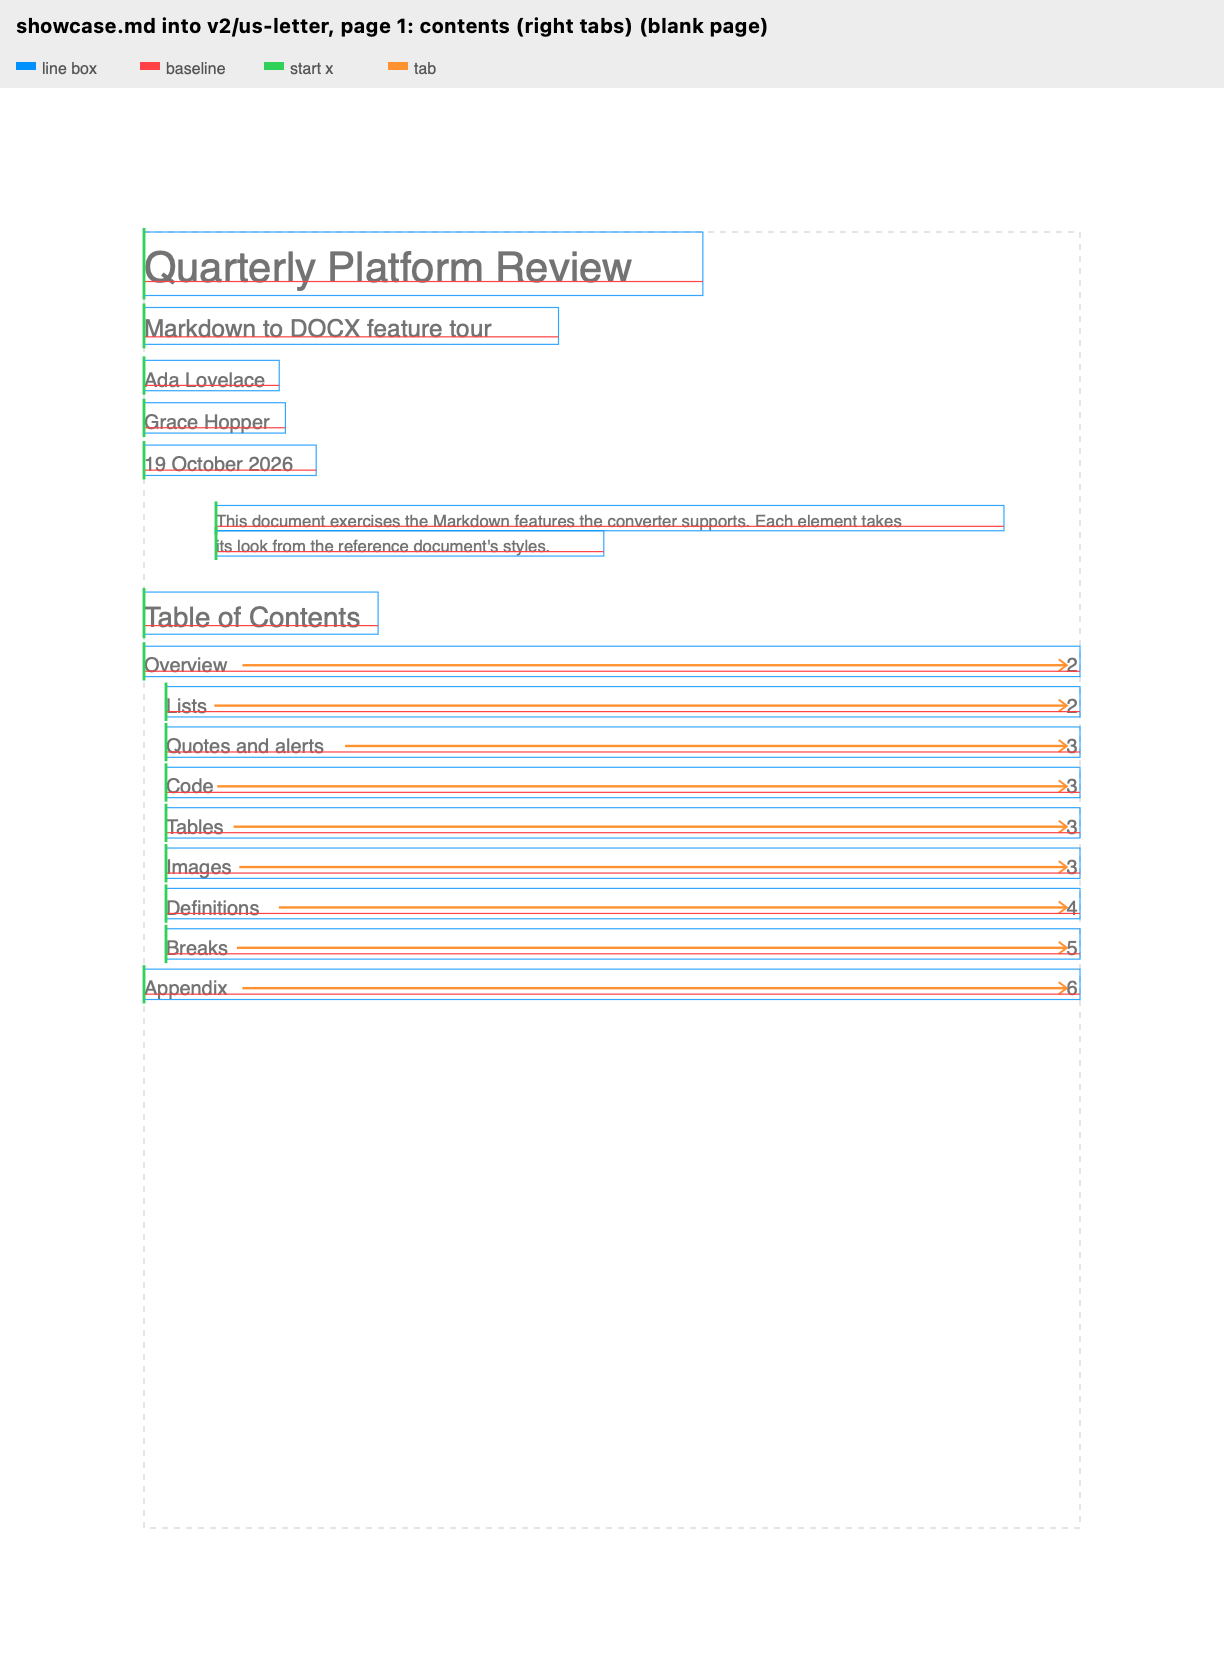 showcase.md into v2/us-letter, page 1: contents (right tabs) (blank page)
line box baseline start x tab
Quarterly Platform Review
Markdown to DOCX feature tour
Ada Lovelace
Grace Hopper
19 October 2026
This document exercises the Markdown features the converter supports. Each element takes
its look from the reference document's styles.
Table of Contents
Overview 2
Lists 2
Quotes and alerts 3
Code 3
Tables 3
Images 3
Definitions 4
Breaks 5
Appendix 6